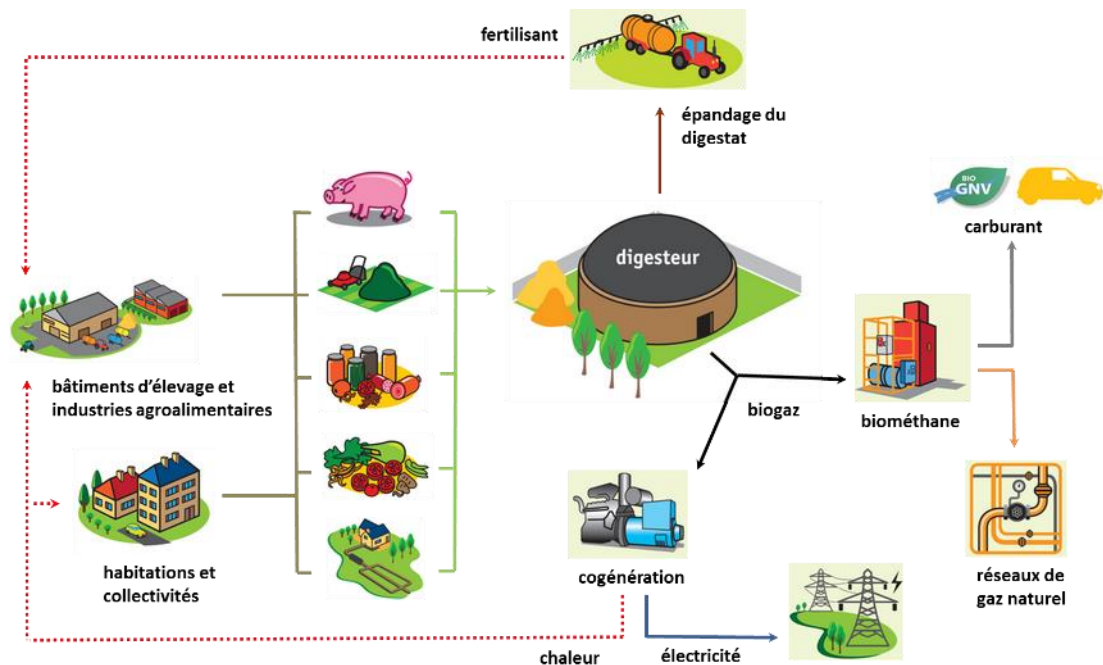 fertilisant
épandage du
digestat
BIO
GNV
carburant
digesteur
bâtiments d'élevage et
industries agroalimentaires
biogaz
biométhane
habitations et
collectivités
cogénération
réseaux de
gaz naturel
chaleur
électricité